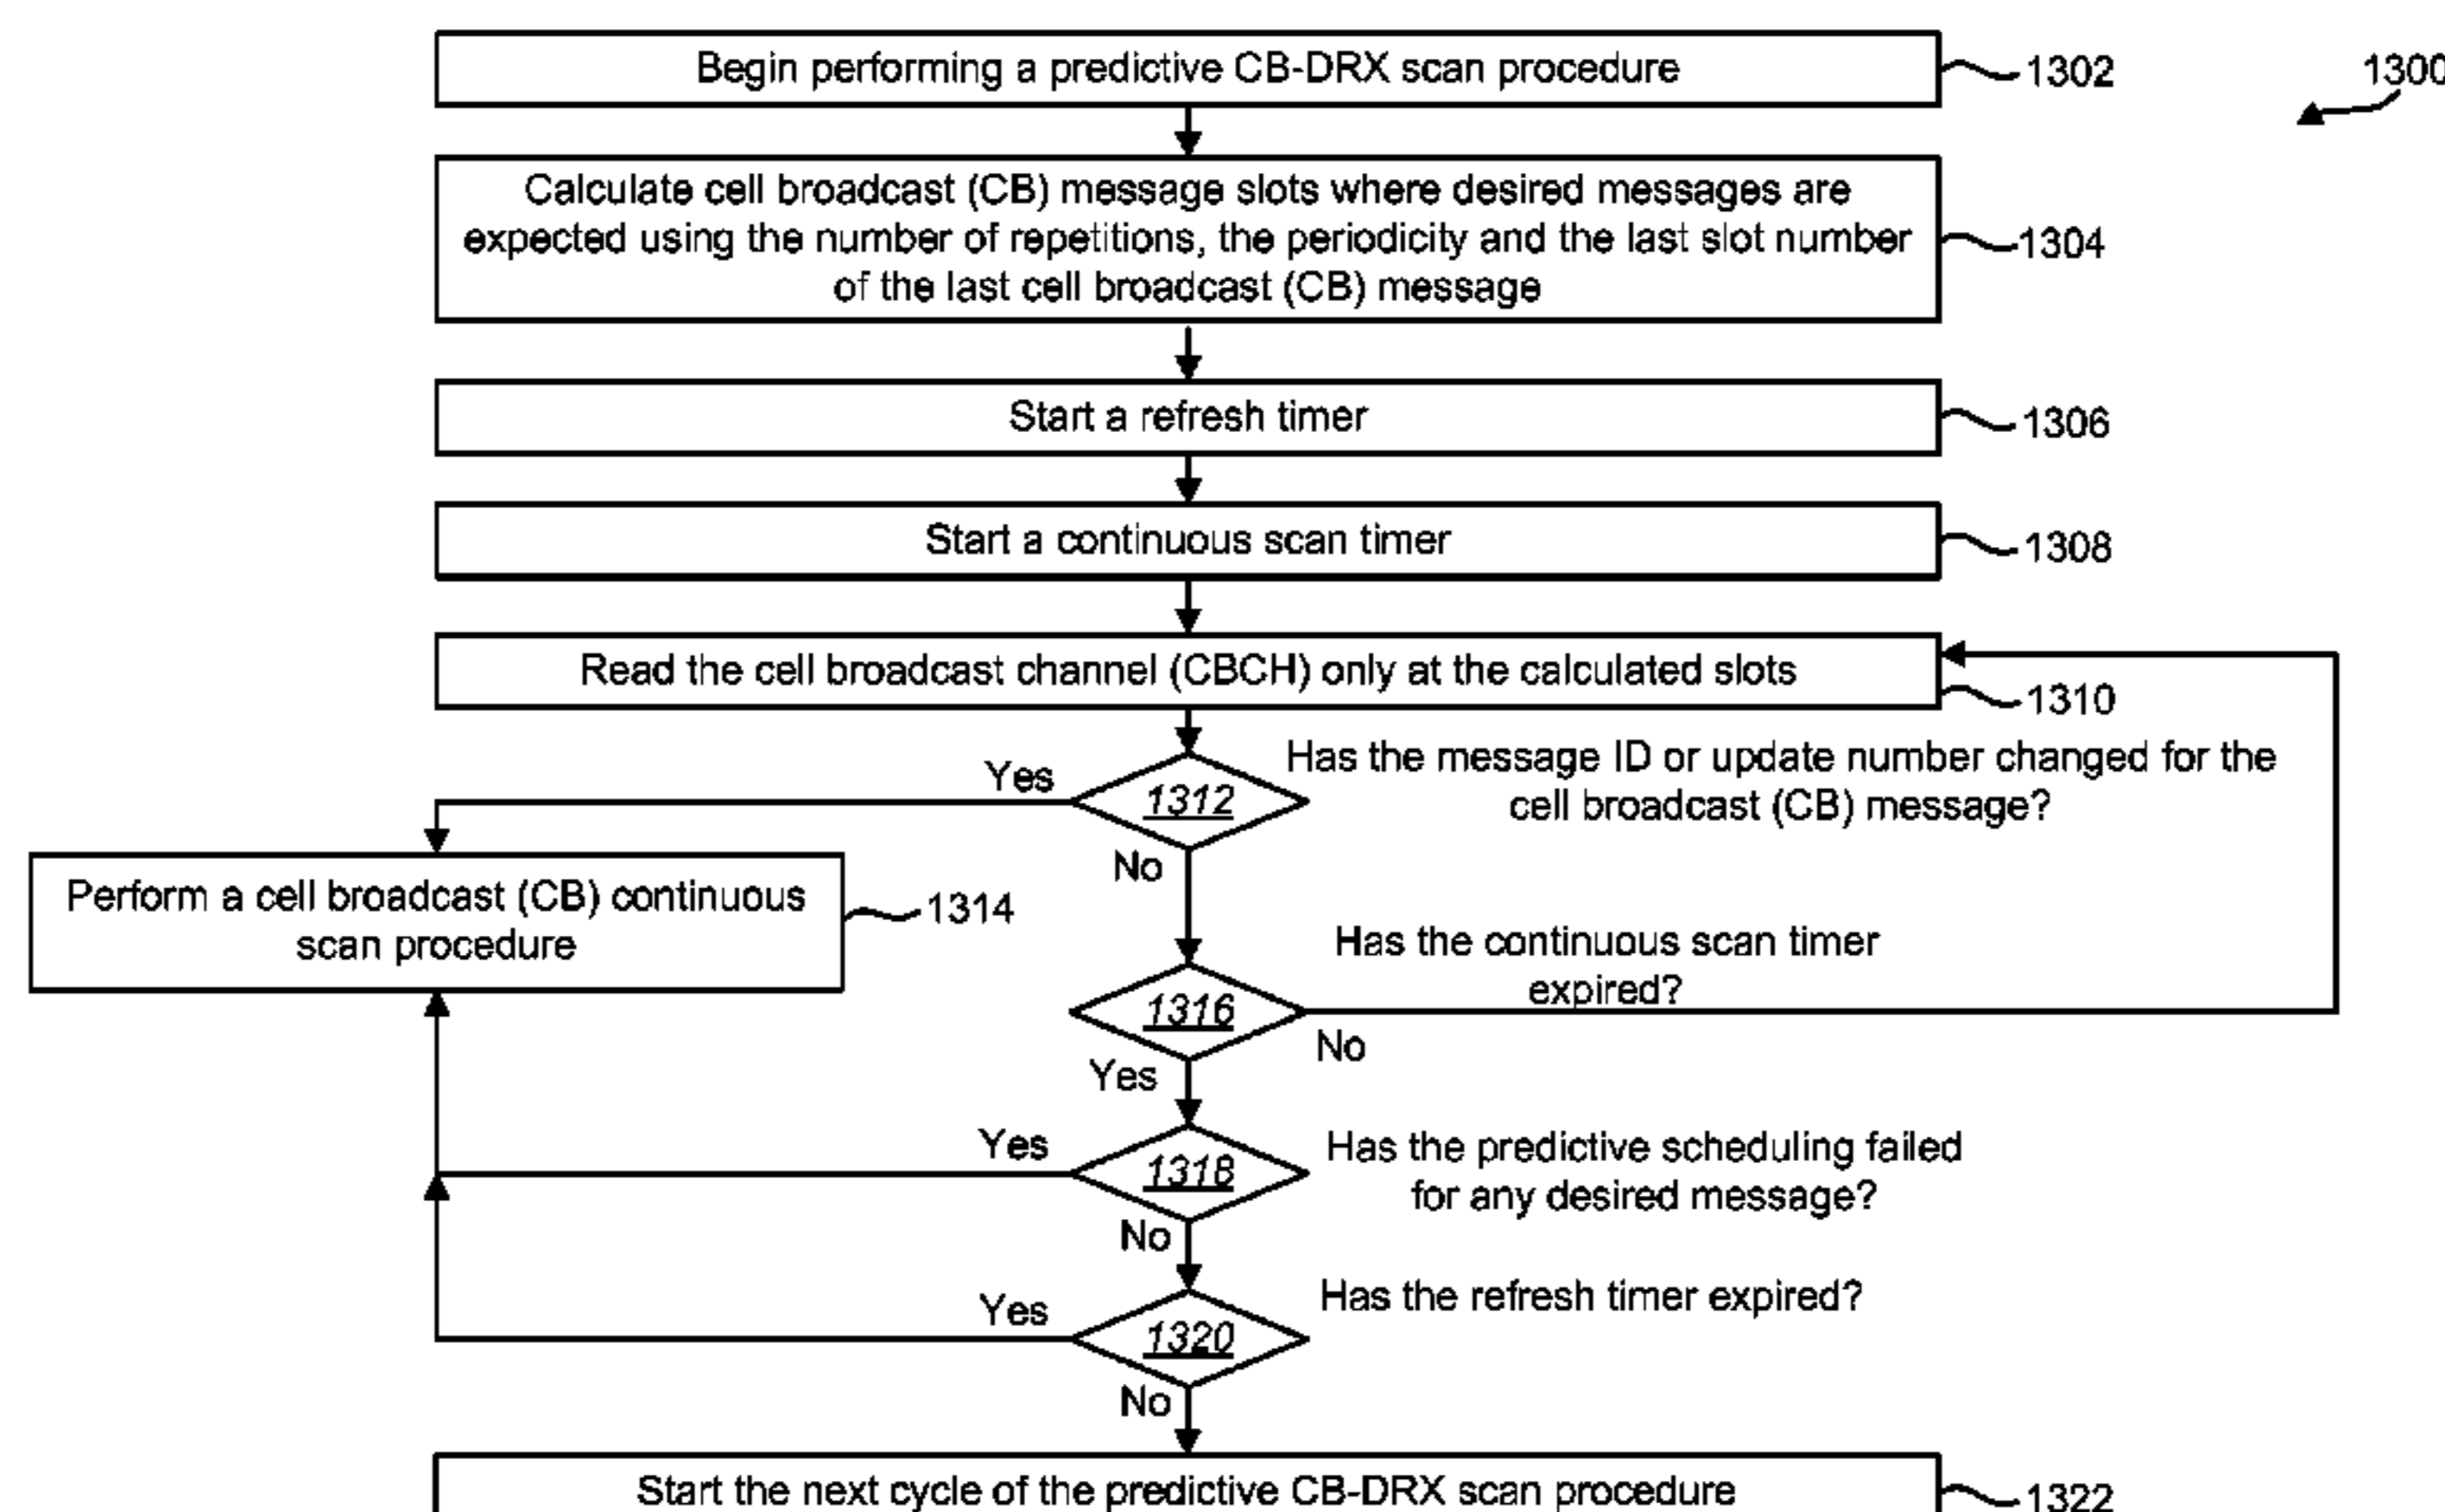 Begin performing a predictive CB-DRX scan procedure
1302
1300
Calculate cell broadcast (CB) message slots where desired messages are
expected using the number of repetitions, the periodicity and the last slot number
of the last cell broadcast (CB) message
1304
Start a refresh timer
1306
Start a continuous scan timer
1308
Read the cell broadcast channel (CBCH) only at the calculated slots
1310
Has the message ID or update number changed for the
cell broadcast (CB) message?
Yes
1312
No
Perform a cell broadcast (CB) continuous
scan procedure
1314
Has the continuous scan timer
expired?
1316
No
Yes
Has the predictive scheduling failed
for any desired message?
Yes
1318
No
Has the refresh timer expired?
Yes
1320
No
Start the next cycle of the predictive CB-DRX scan procedure
1322